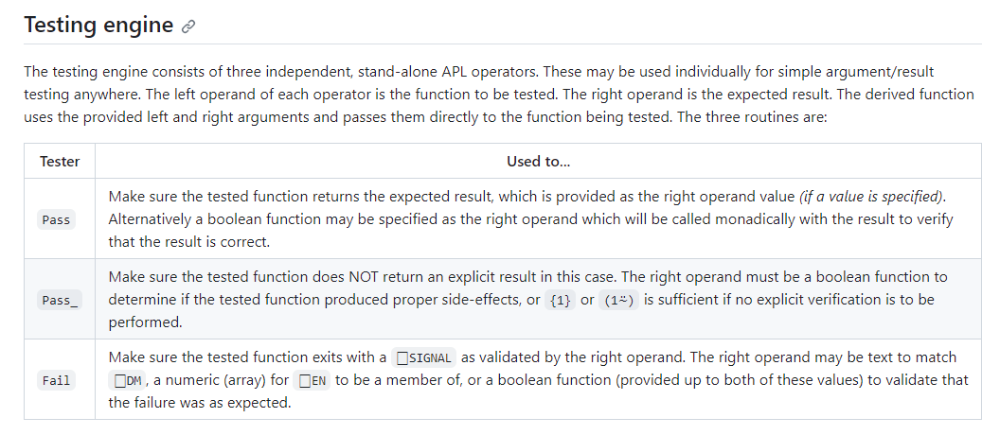 Testing engine
The testing engine consists of three independent, stand-alone APL operators. These may be used individually for simple argument/result
testing anywhere. The left operand of each operator is the function to be tested. The right operand is the expected result. The derived function
uses the provided left and right arguments and passes them directly to the function being tested. The three routines are:
Tester Used to...
Pass
Make sure the tested function returns the expected result, which is provided as the right operand value (if a value is specified).
Alternatively a boolean function may be specified as the right operand which will be called monadically with the result to verify
that the result is correct.
Pass_
Make sure the tested function does NOT return an explicit result in this case. The right operand must be a boolean function to
determine if the tested function produced proper side-effects, or {1} or (1⍨) is sufficient if no explicit verification is to be
performed.
Fail
Make sure the tested function exits with a ⎕SIGNAL as validated by the right operand. The right operand may be text to match
⎕DM, a numeric (array) for ⎕EN to be a member of, or a boolean function (provided up to both of these values) to validate that
the failure was as expected.